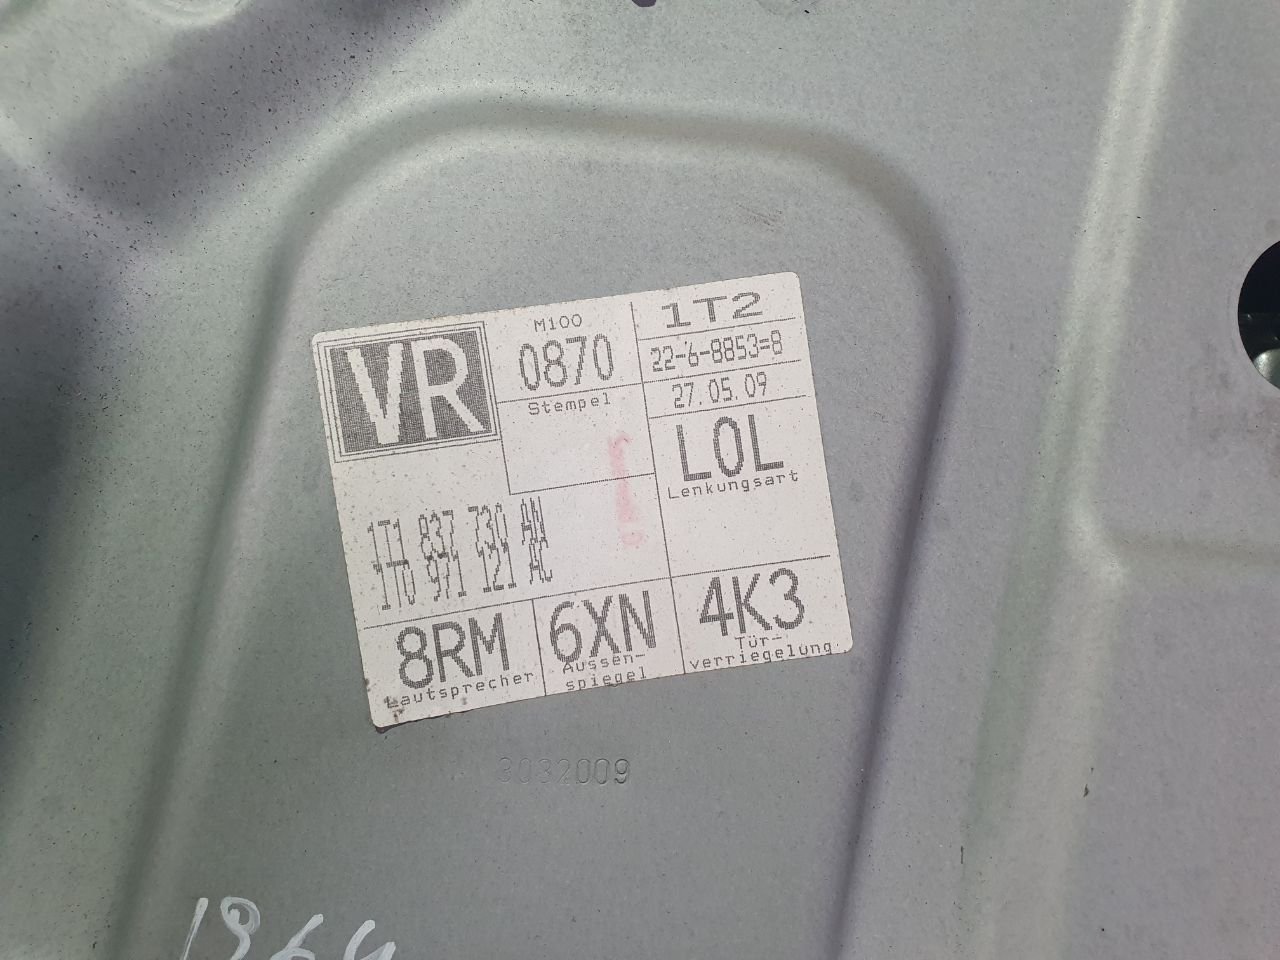 VR
M100
0870
Stempel
1T2
22-6-8853=8
27.05.09
L0L
Lenkungsart
1T1 837 730
1T0 971 121 AC
8RM
Lautsprecher
6XN
Aussen-
spiegel
4K3
Tür-
verriegelung
3032009
1964